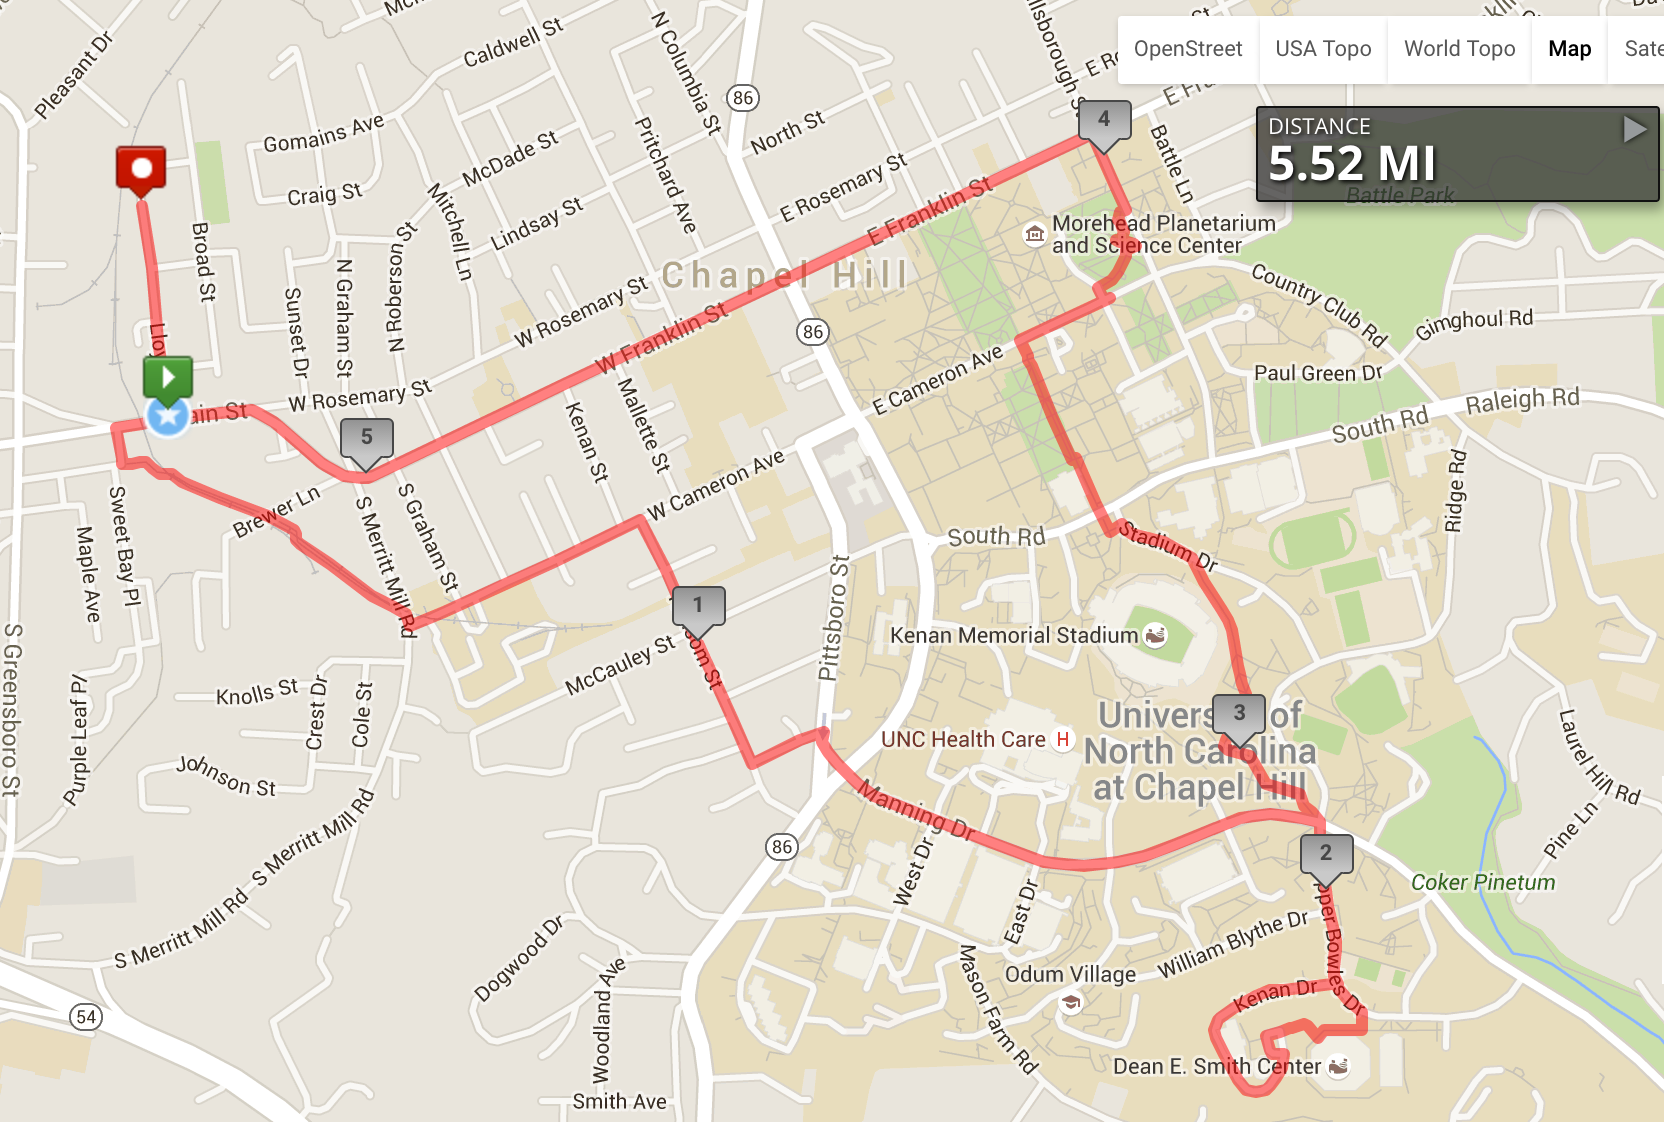 OpenStreet
USA Topo
World Topo
Map
Sate
DISTANCE
5.52 MI
Battle Park
Pleasant Dr
Caldwell St
N Columbia St
86
North St
Gomains Ave
McDade St
Pritchard Ave
Craig St
Mitchell Ln
Lindsay St
E Rosemary St
E Franklin St
4
Battle Ln
Morehead Planetarium
and Science Center
Broad St
N Graham St
N Roberson St
Sunset Dr
Chapel Hill
W Rosemary St
W Franklin St
86
Country Club Rd
Gimghoul Rd
Paul Green Dr
E Cameron Ave
South Rd
Raleigh Rd
W Rosemary St
ain St
5
Kenan St
Mallette St
W Cameron Ave
Brewer Ln
S Merritt Mill Rd
S Graham St
Sweet Bay Pl
Maple Ave
South Rd
Stadium Dr
Ridge Rd
Pittsboro St
1
Kenan Memorial Stadium
McCauley St
S Greensboro St
Knolls St
Crest Dr
Cole St
Purple Leaf Pl
Johnson St
S Merritt Mill Rd
S Merritt Mill Rd
3
UNC Health Care
H
University of
North Carolina
at Chapel Hill
Manning Dr
86
West Dr
East Dr
2
Laurel Hill Rd
Pine Ln
Coker Pinetum
Upper Bowles Dr
William Blythe Dr
Odum Village
Kenan Dr
Mason Farm Rd
Dogwood Dr
Woodland Ave
54
Dean E. Smith Center
Smith Ave